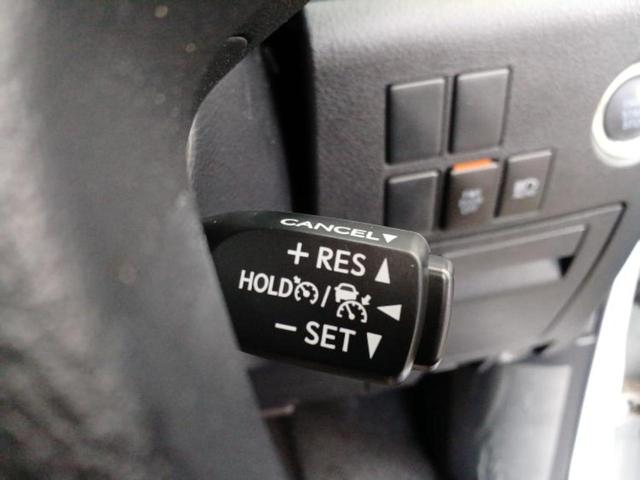 CANCEL▼
+ RES ▲
HOLD / ◀
- SET ▼